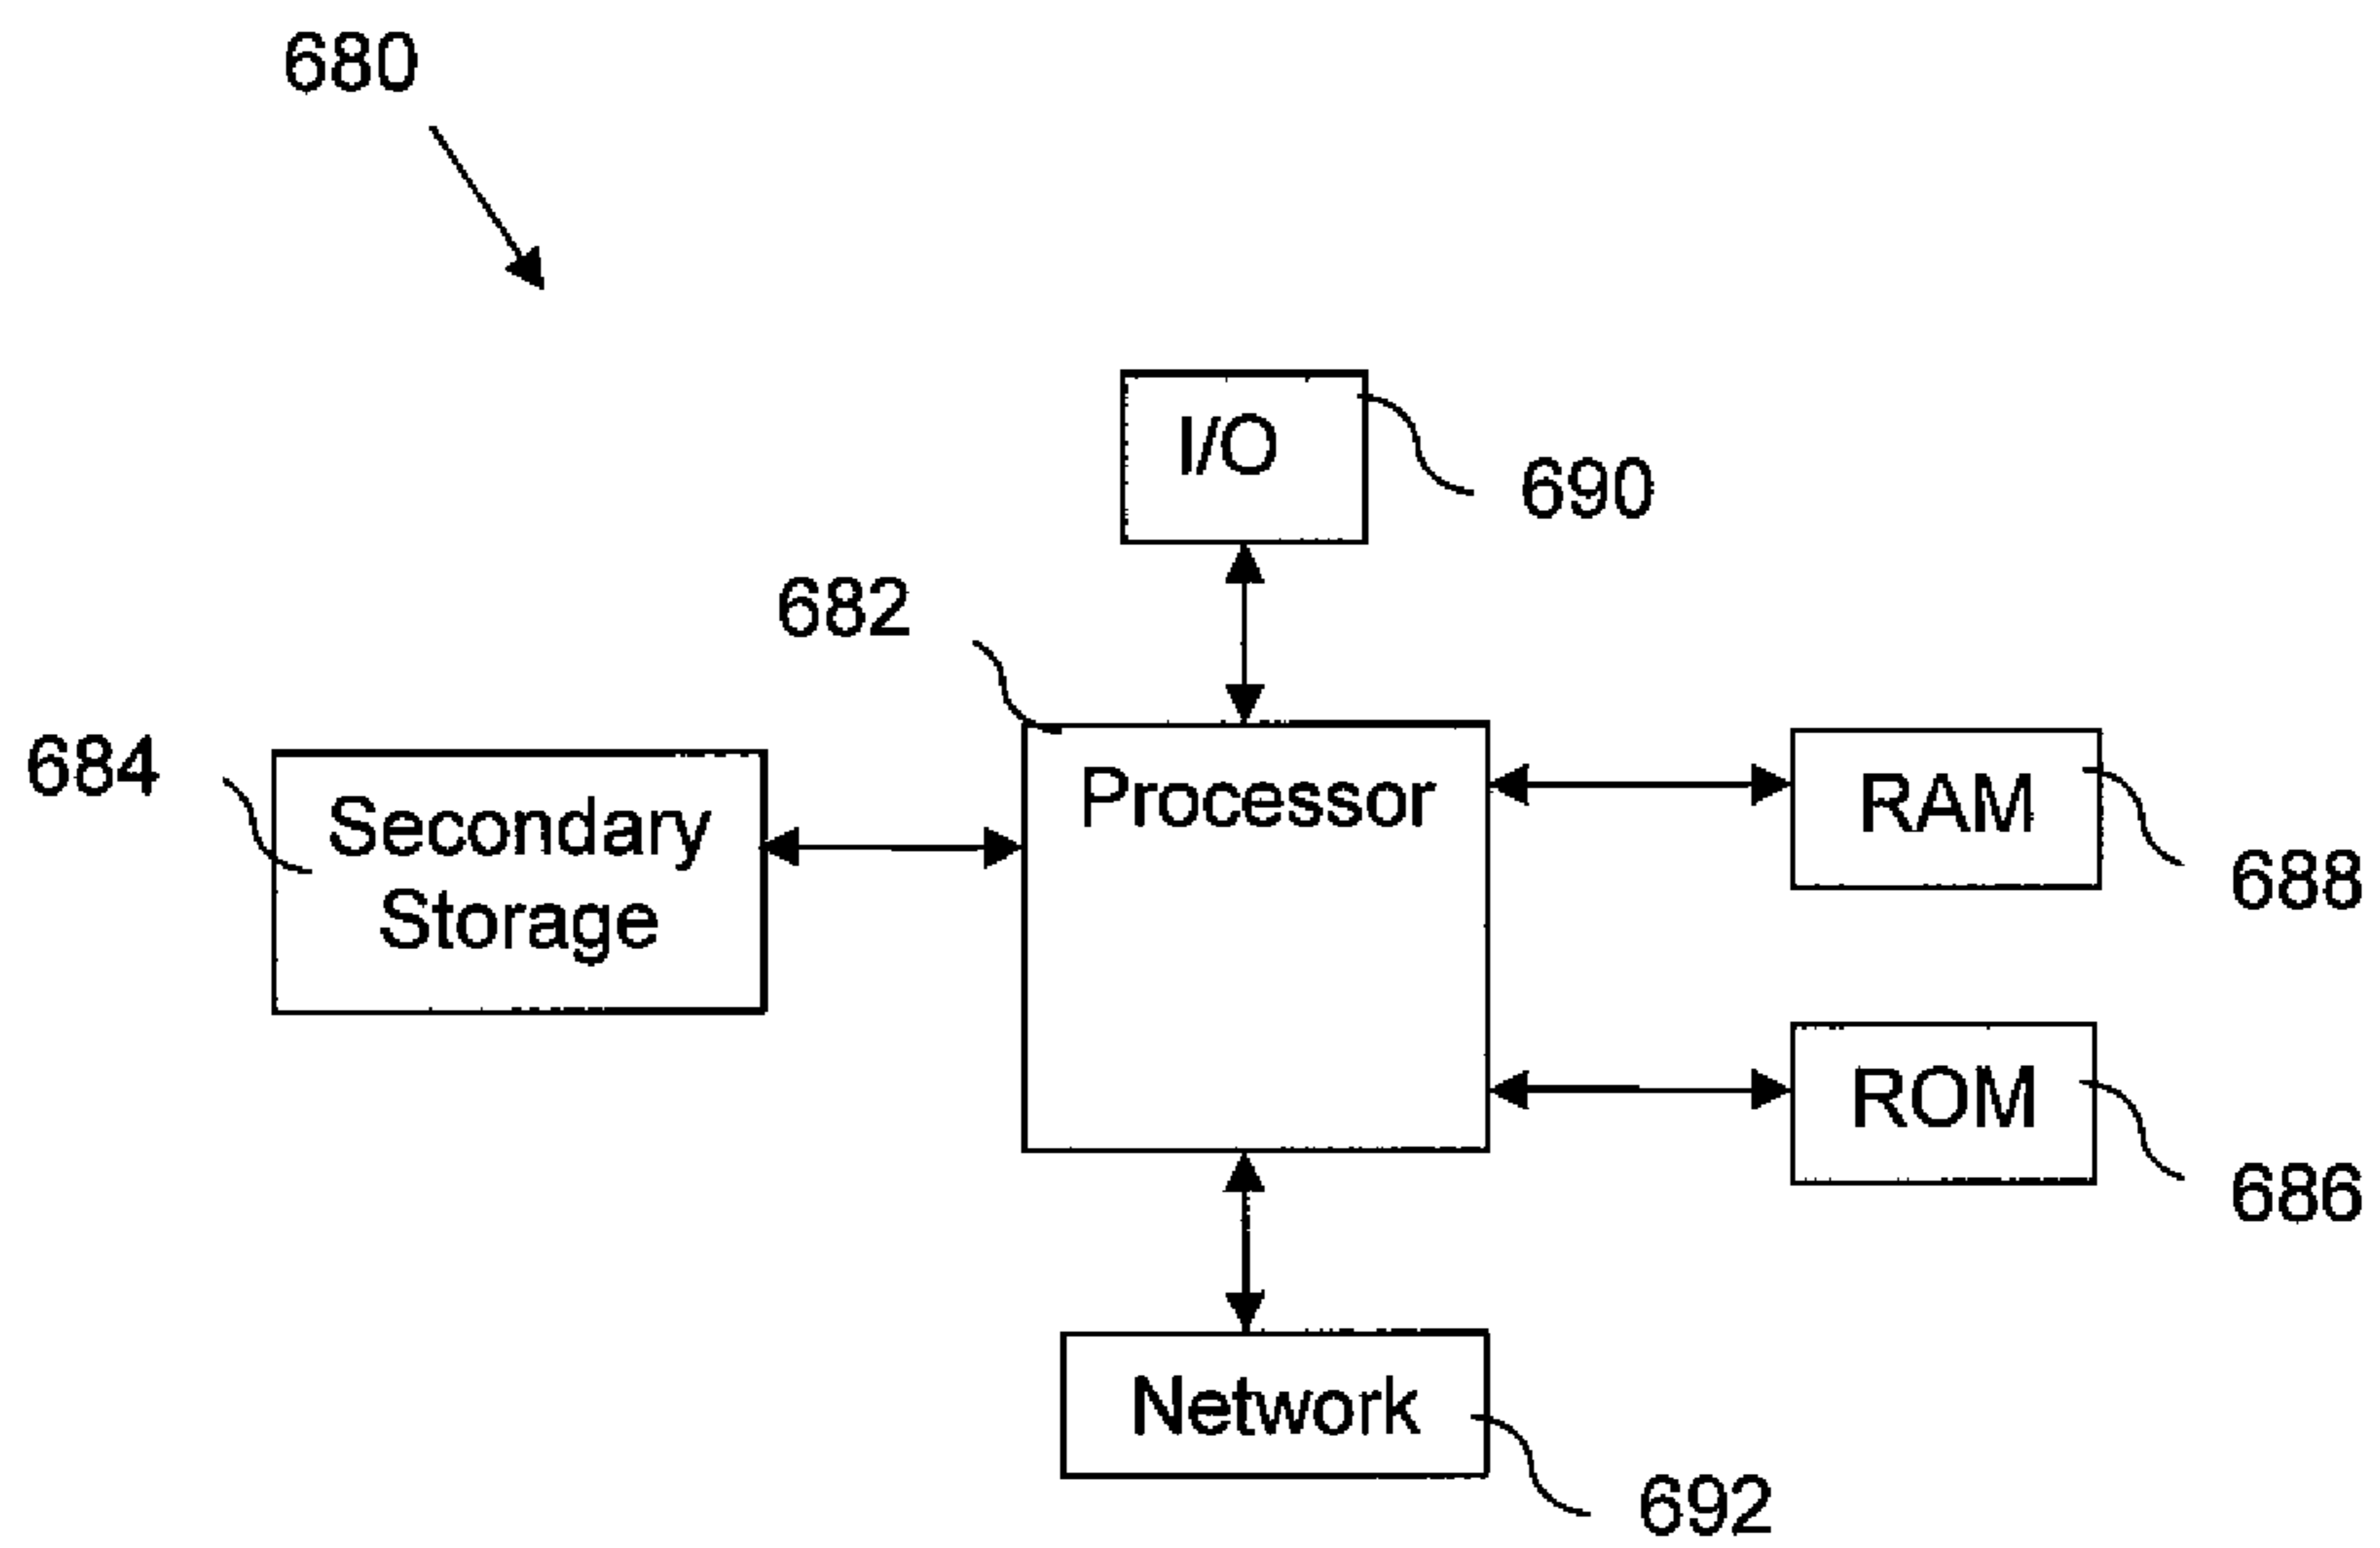 680
I/O
690
682
684
Secondary
Storage
Processor
RAM
688
ROM
686
Network
692